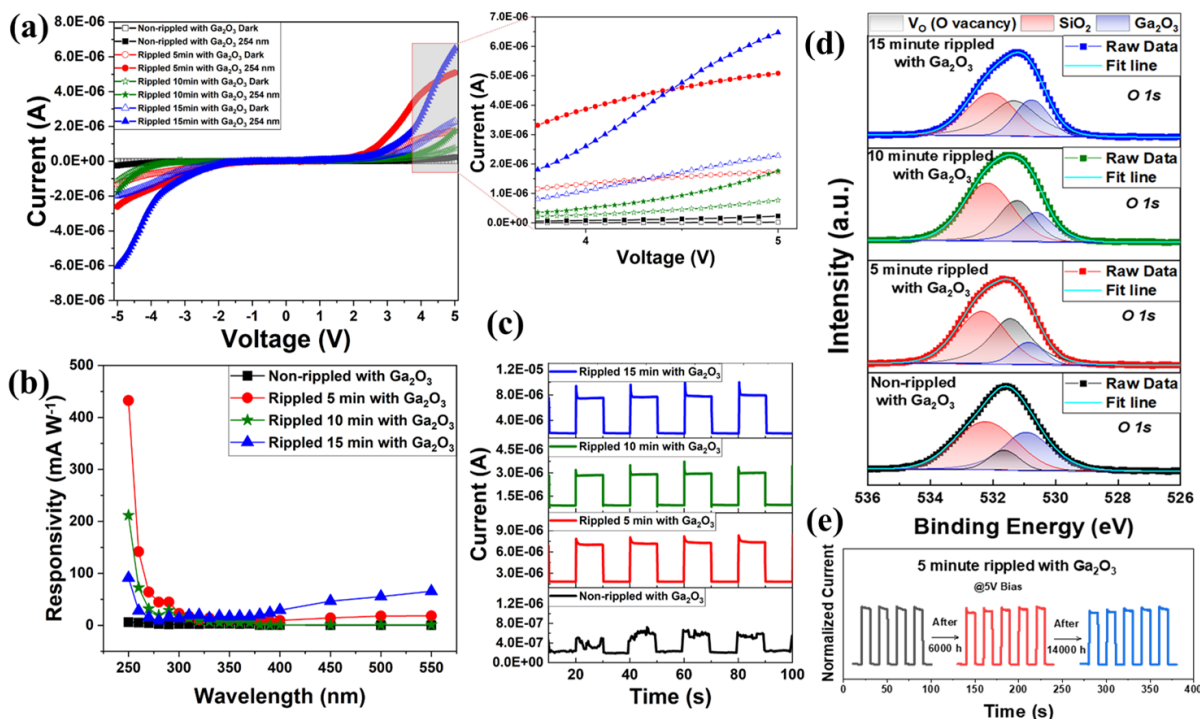 (a)
Non-rippled with Ga₂O₃ Dark
Non-rippled with Ga₂O₃ 254 nm
Rippled 5min with Ga₂O₃ Dark
Rippled 5min with Ga₂O₃ 254 nm
Rippled 10min with Ga₂O₃ Dark
Rippled 10min with Ga₂O₃ 254 nm
Rippled 15min with Ga₂O₃ Dark
Rippled 15min with Ga₂O₃ 254 nm
8.0E-06
6.0E-06
4.0E-06
2.0E-06
0.0E+00
2.0E-06
4.0E-06
6.0E-06
8.0E-06
Current (A)
-5 -4 -3 -2 -1 0 1 2 3 4 5
Voltage (V)
7.0E-06
6.0E-06
5.0E-06
4.0E-06
3.0E-06
2.0E-06
1.0E-06
0.0E+00
Current (A)
4 5
Voltage (V)
(b)
Non-rippled with Ga₂O₃
Rippled 5 min with Ga₂O₃
Rippled 10 min with Ga₂O₃
Rippled 15 min with Ga₂O₃
500
400
300
200
100
0
Responsivity (mA W⁻¹)
250 300 350 400 450 500 550
Wavelength (nm)
(c)
Rippled 15 min with Ga₂O₃
1.2E-05
8.0E-06
4.0E-06
Rippled 10 min with Ga₂O₃
4.5E-06
3.0E-06
1.5E-06
Rippled 5 min with Ga₂O₃
9.0E-06
6.0E-06
3.0E-06
Non-rippled with Ga₂O₃
1.2E-06
8.0E-07
4.0E-07
0.0E+00
Current (A)
20 40 60 80 100
Time (s)
(d)
V_O (O vacancy) SiO₂ Ga₂O₃
15 minute rippled
with Ga₂O₃
Raw Data
Fit line
O 1s
10 minute rippled
with Ga₂O₃
Raw Data
Fit line
O 1s
5 minute rippled
with Ga₂O₃
Raw Data
Fit line
O 1s
Non-rippled
with Ga₂O₃
Raw Data
Fit line
O 1s
Intensity (a.u.)
536 534 532 530 528 526
Binding Energy (eV)
(e)
5 minute rippled with Ga₂O₃
@5V Bias
After
6000 h
After
14000 h
Normalized Current
0 50 100 150 200 250 300 350 400
Time (s)